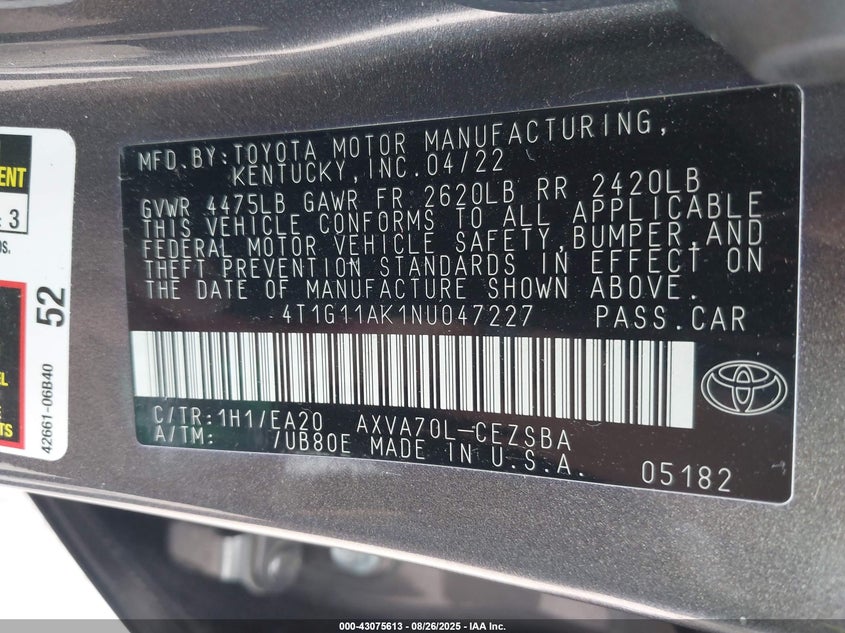 MFD.BY:TOYOTA MOTOR MANUFACTURING,
KENTUCKY, INC.04/22
GVWR 4475LB GAWR FR 2620LB RR 2420LB
THIS VEHICLE CONFORMS TO ALL APPLICABLE
FEDERAL MOTOR VEHICLE SAFETY,BUMPER,AND
THEFT PREVENTION STANDARDS IN EFFECT ON
THE DATE OF MANUFACTURE SHOWN ABOVE.
4T1G11AK1NU047227 PASS.CAR
C/TR:1H1/EA20 AXVA70L-CEZSBA
A/TM: /UB80E MADE IN U.S.A.
05182
3
52
42661-06B40
000-43075613 - 08/26/2025 - IAA Inc.